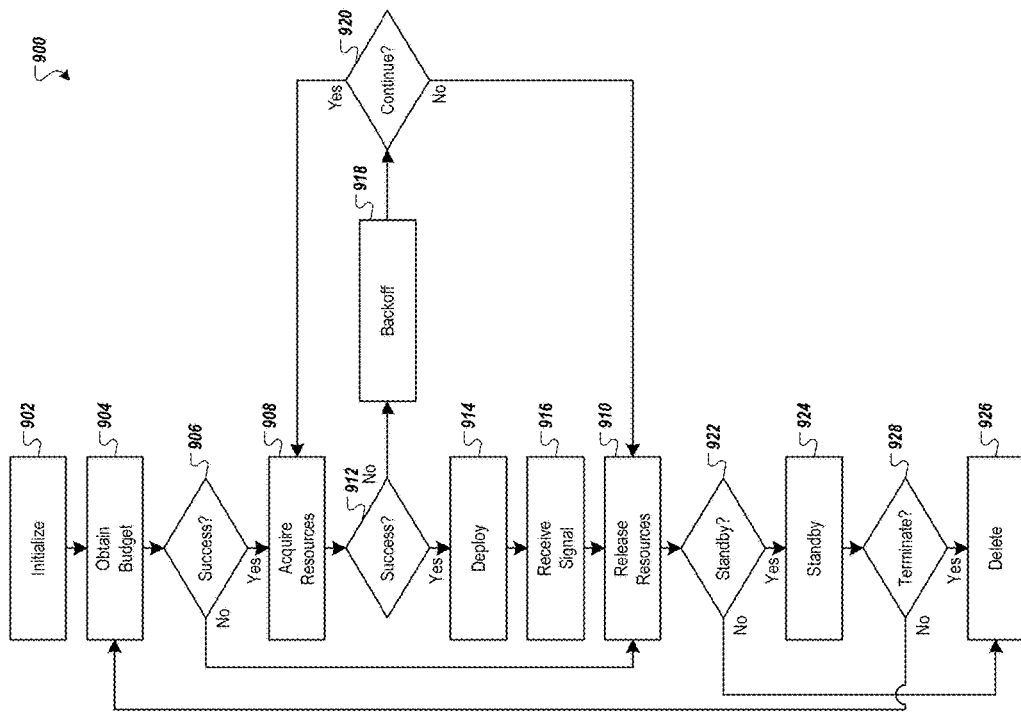 900
902
Initialize
904
Obtain
Budget
906
Success?
No
Yes
908
Acquire
Resources
912
Success?
No
Yes
918
Backoff
920
Continue?
Yes
No
914
Deploy
916
Receive
Signal
910
Release
Resources
922
Standby?
No
Yes
924
Standby
928
Terminate?
No
Yes
926
Delete